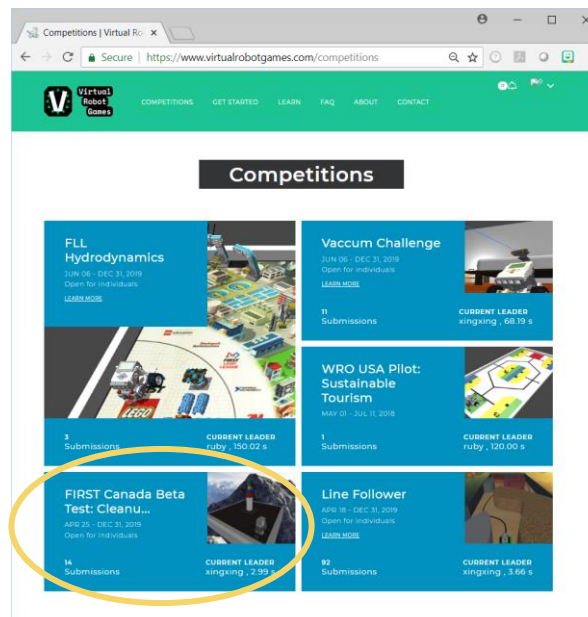 Competitions | Virtual Ro
Secure | https://www.virtualrobotgames.com/competitions
Virtual
Robot
Games
COMPETITIONS GET STARTED LEARN FAQ ABOUT CONTACT
Competitions
FLL
Hydrodynamics
JUN 06 - DEC 31, 2019
Open for individuals
LEARN MORE
3
Submissions
CURRENT LEADER
ruby , 150.02 s
Vaccum Challenge
JUN 06 - DEC 31, 2019
Open for individuals
LEARN MORE
11
Submissions
CURRENT LEADER
xingxing , 68.19 s
WRO USA Pilot:
Sustainable
Tourism
MAY 01 - JUL 11, 2018
1
Submissions
CURRENT LEADER
ruby , 120.00 s
FIRST Canada Beta
Test: Cleanu...
APR 25 - DEC 31, 2019
Open for individuals
14
Submissions
CURRENT LEADER
xingxing , 2.99 s
Line Follower
APR 18 - DEC 31, 2019
Open for individuals
LEARN MORE
92
Submissions
CURRENT LEADER
xingxing , 3.66 s
LEGO